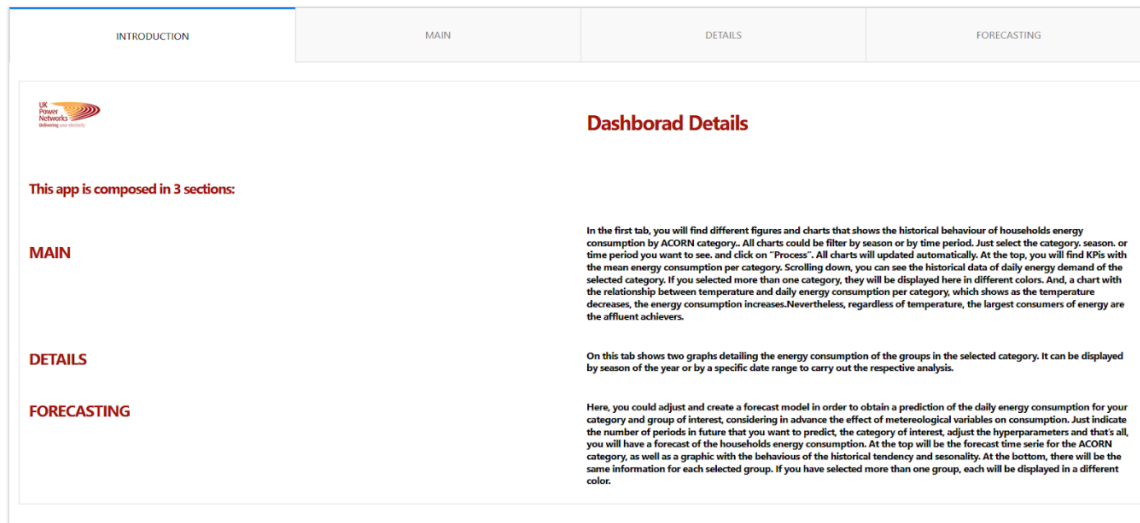 INTRODUCTION
MAIN
DETAILS
FORECASTING
UK
Power
Networks
Delivering your electricity
Dashborad Details
This app is composed in 3 sections:
MAIN
In the first tab, you will find different figures and charts that shows the historical behaviour of households energy
consumption by ACORN category.. All charts could be filter by season or by time period. Just select the category. season. or
time period you want to see. and click on "Process". All charts will updated automatically. At the top, you will find KPIs with
the mean energy consumption per category. Scrolling down, you can see the historical data of daily energy demand of the
selected category. If you selected more than one category, they will be displayed here in different colors. And, a chart with
the relationship between temperature and daily energy consumption per category, which shows as the temperature
decreases, the energy consumption increases.Nevertheless, regardless of temperature, the largest consumers of energy are
the affluent achievers.
DETAILS
On this tab shows two graphs detailing the energy consumption of the groups in the selected category. It can be displayed
by season of the year or by a specific date range to carry out the respective analysis.
FORECASTING
Here, you could adjust and create a forecast model in order to obtain a prediction of the daily energy consumption for your
category and group of interest, considering in advance the effect of metereological variables on consumption. Just indicate
the number of periods in future that you want to predict, the category of interest, adjust the hyperparameters and that's all,
you will have a forecast of the households energy consumption. At the top will be the forecast time serie for the ACORN
category, as well as a graphic with the behavious of the historical tendency and sesonality. At the bottom, there will be the
same information for each selected group. If you have selected more than one group, each will be displayed in a different
color.